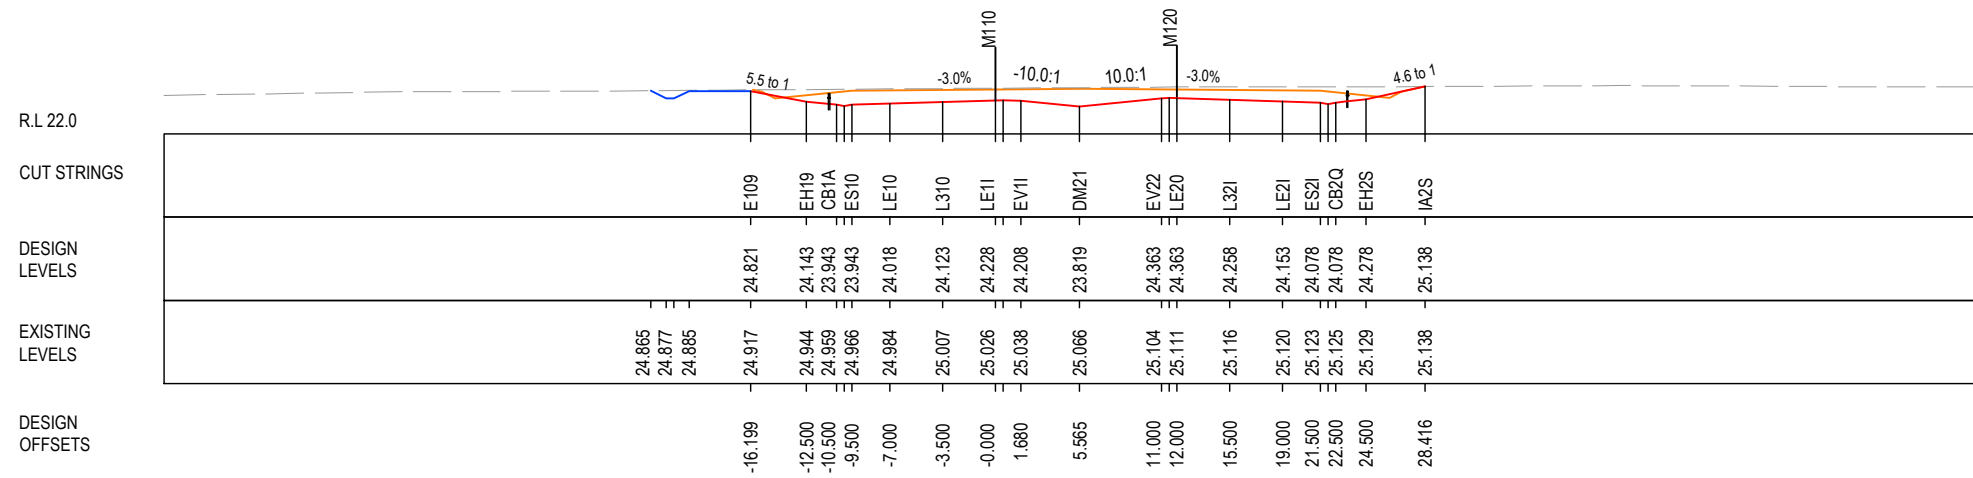 M110
M120
5.5 to 1
-3.0%
-10.0:1
10.0:1
-3.0%
4.6 to 1
R.L 22.0
CUT STRINGS
E109
EH19
CB1A
ES10
LE10
L310
LE1I
EV1I
DM21
EV22
LE20
L32I
LE2I
ES2I
CB2Q
EH2S
IA2S
DESIGN
LEVELS
24.821
24.143
23.943
23.943
24.018
24.123
24.228
24.208
23.819
24.363
24.363
24.258
24.153
24.078
24.078
24.278
25.138
EXISTING
LEVELS
24.865
24.877
24.885
24.917
24.944
24.959
24.966
24.984
25.007
25.026
25.038
25.066
25.104
25.111
25.116
25.120
25.123
25.125
25.129
25.138
DESIGN
OFFSETS
-16.199
-12.500
-10.500
-9.500
-7.000
-3.500
-0.000
1.680
5.565
11.000
12.000
15.500
19.000
21.500
22.500
24.500
28.416